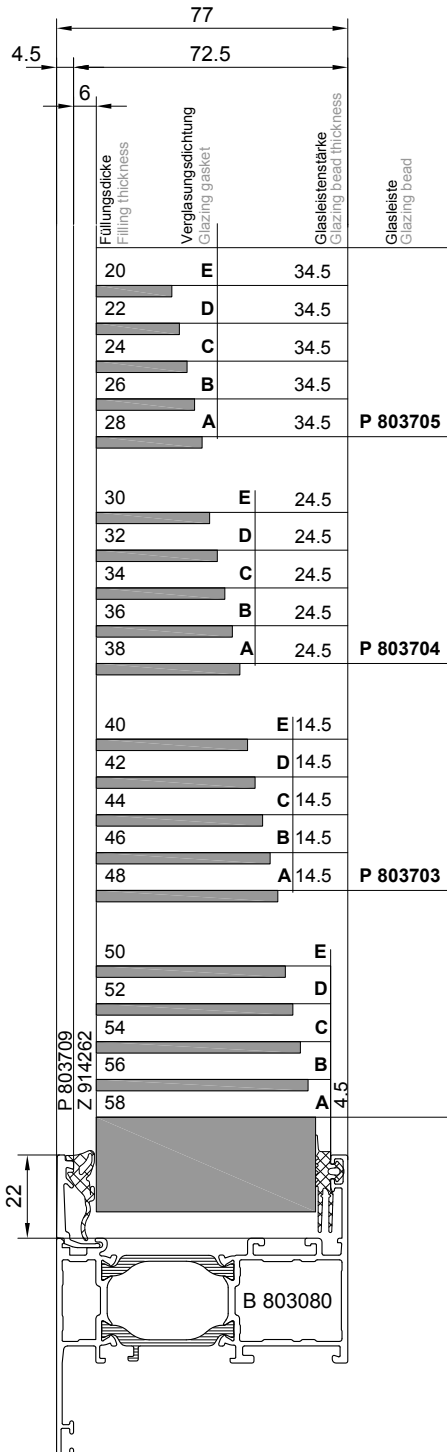 77
4.5 72.5
6
Füllungsdicke
Filling thickness
Verglasungsdichtung
Glazing gasket
Glasleistenstärke
Glazing bead thickness
Glasleiste
Glazing bead
20 E 34.5
22 D 34.5
24 C 34.5
26 B 34.5
28 A 34.5 P 803705
30 E 24.5
32 D 24.5
34 C 24.5
36 B 24.5
38 A 24.5 P 803704
40 E 14.5
42 D 14.5
44 C 14.5
46 B 14.5
48 A 14.5 P 803703
50 E
52 D
54 C
56 B
58 A 4.5
P 803709
Z 914262
22
B 803080